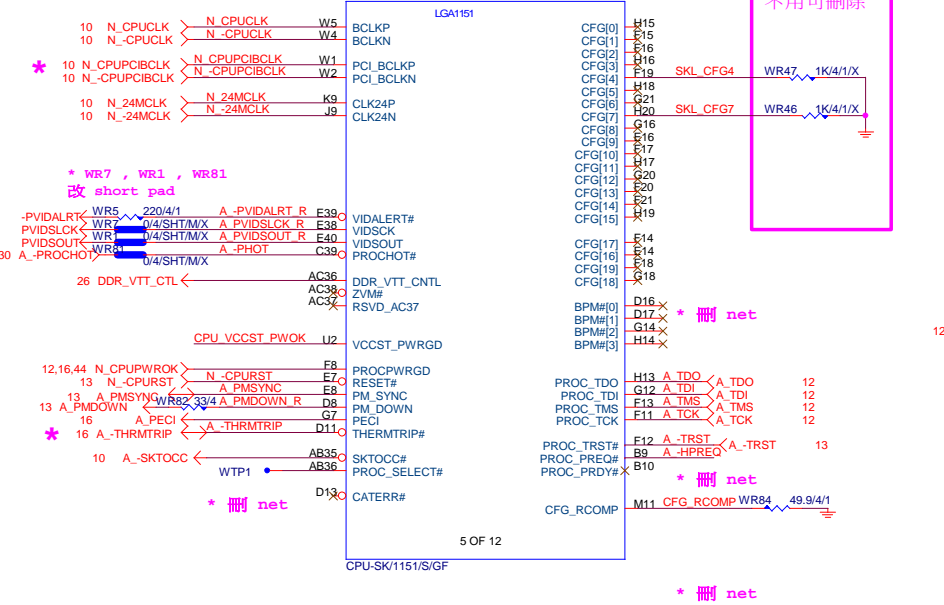 LGA1151
不用可刪除
10 N_CPUCLK N_CPUCLK W5 BCLKP
10 N_-CPUCLK N_-CPUCLK W4 BCLKN
* 10 N_CPUPCIBCLK N_CPUPCIBCLK W1 PCI_BCLKP
10 N_-CPUPCIBCLK N_-CPUPCIBCLK W2 PCI_BCLKN
10 N_24MCLK N_24MCLK K9 CLK24P
10 N_-24MCLK N_-24MCLK J9 CLK24N
* WR7 , WR1 , WR81
改 short pad
-PVIDALRT WR5 220/4/1 A_-PVIDALRT_R E39 VIDALERT#
PVIDSLCK WR7 0/4/SHT/M/X A_PVIDSLCK_R E38 VIDSCK
PVIDSOUT 0/4/SHT/M/X A_PVIDSOUT_R E40 VIDSOUT
30 A_-PROCHOT WR81 0/4/SHT/M/X A_-PHOT C39 PROCHOT#
26 DDR_VTT_CTL AC36 DDR_VTT_CNTL
AC38 ZVM#
AC37 RSVD_AC37
CPU_VCCST_PWOK U2 VCCST_PWRGD
12,16,44 N_CPUPWROK F8 PROCPWRGD
13 N_-CPURST N_-CPURST E7 RESET#
13 A_PMSYNC A_PMSYNC E8 PM_SYNC
13 A_PMDOWN WR82 33/4 A_PMDOWN_R D8 PM_DOWN
16 A_PECI G7 PECI
* 16 A_-THRMTRIP A_-THRMTRIP D11 THERMTRIP#
10 A_-SKTOCC AB35 SKTOCC#
WTP1 AB36 PROC_SELECT#
D13 CATERR#
* 刪 net
CFG[0] H15
CFG[1] F15
CFG[2] F16
CFG[3] H16
CFG[4] F19 SKL_CFG4 WR47 1K/4/1/X
CFG[5] H18
CFG[6] G21
CFG[7] H20 SKL_CFG7 WR46 1K/4/1/X
CFG[8] G16
CFG[9] E16
CFG[10] F17
CFG[11] H17
CFG[12] G20
CFG[13] F20
CFG[14] F21
CFG[15] H19
CFG[17] F14
CFG[16] E14
CFG[19] F18
CFG[18] G18
BPM#[0] D16
BPM#[1] D17
BPM#[2] G14
BPM#[3] H14
* 刪 net
12
PROC_TDO H13 A_TDO A_TDO 12
PROC_TDI G12 A_TDI A_TDI 12
PROC_TMS F13 A_TMS A_TMS 12
PROC_TCK F11 A_TCK A_TCK 12
PROC_TRST# F12 A_-TRST A_-TRST 13
PROC_PREQ# B9 A_-HPREQ
PROC_PRDY# B10
* 刪 net
CFG_RCOMP M11 CFG_RCOMP WR84 49.9/4/1
5 OF 12
CPU-SK/1151/S/GF
* 刪 net